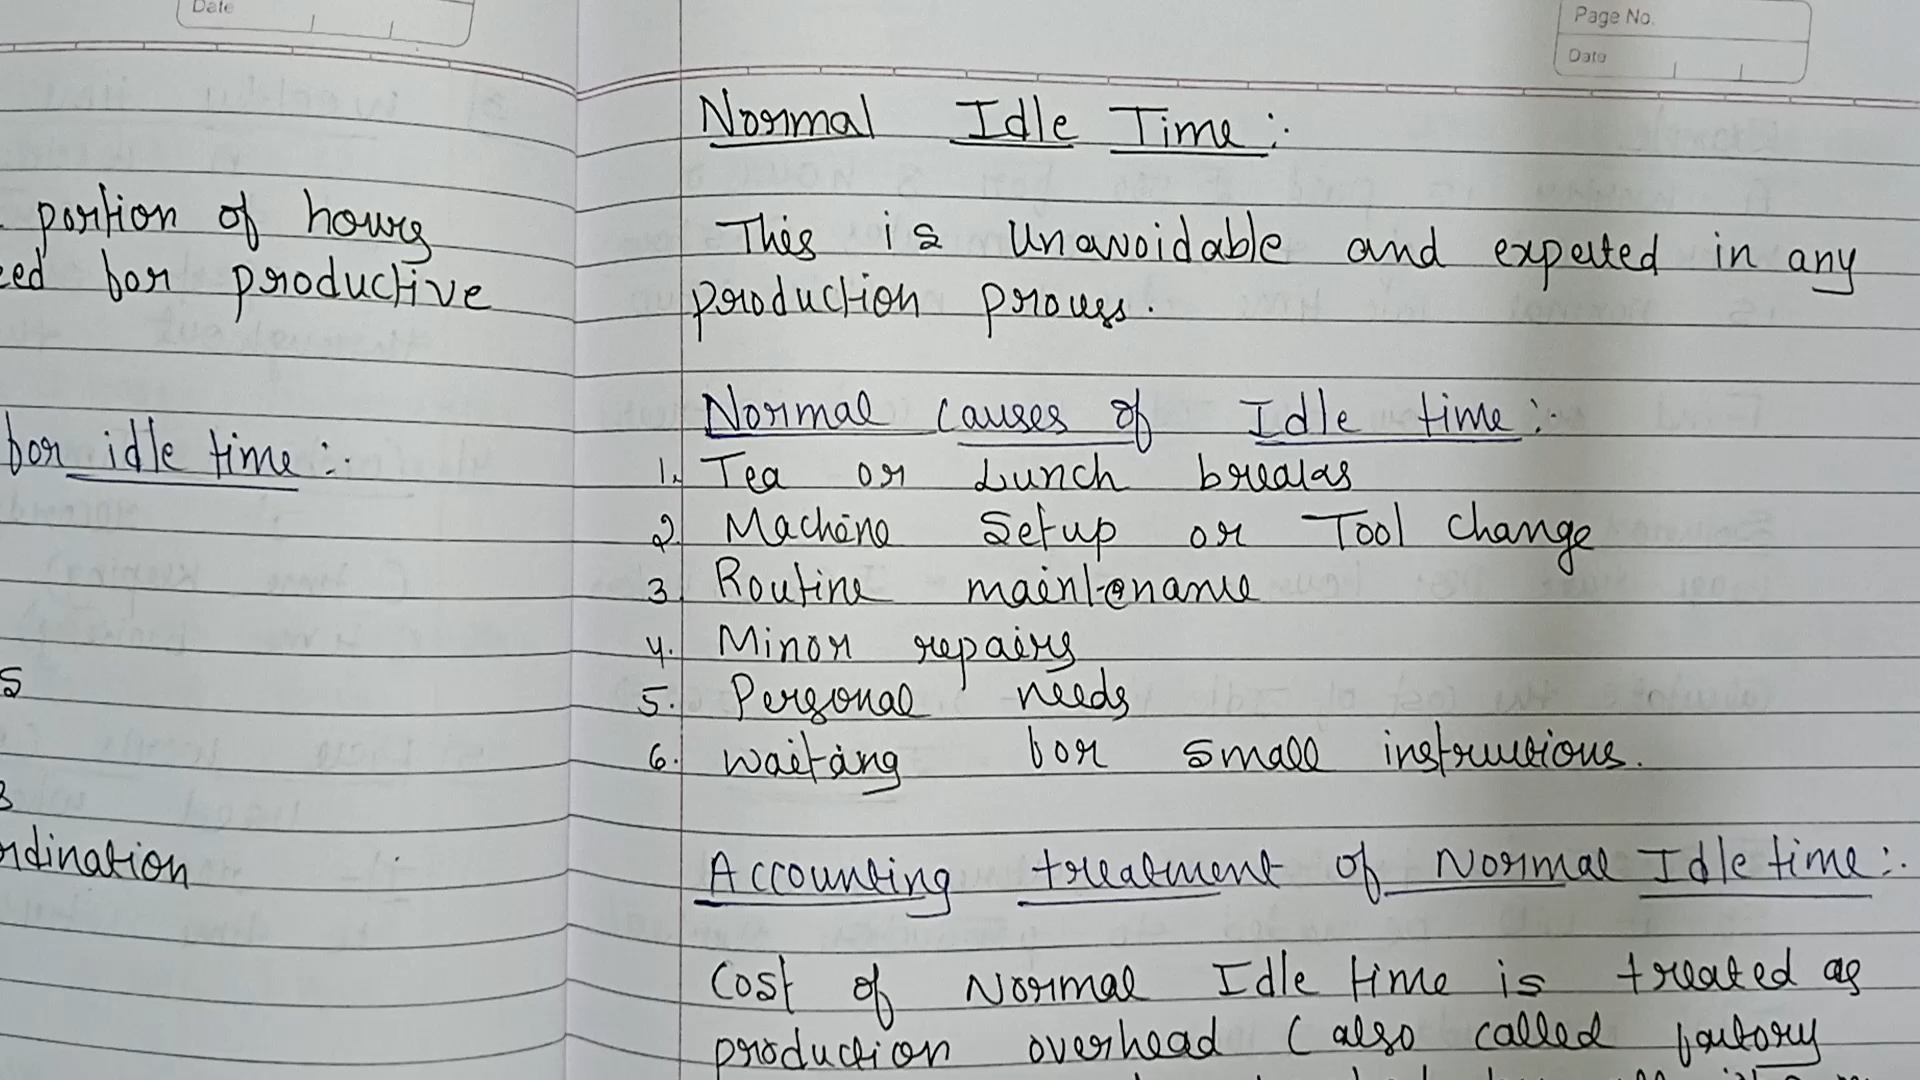 Date
portion of hours
ed for productive
for idle time :-
s
rdination
Page No.
Date
Normal Idle Time :-
This is unavoidable and expected in any
production process.
Normal causes of Idle time :-
1. Tea or Lunch breaks
2. Machine Setup or Tool Change
3. Routine maintenance
4. Minor repairs
5. Personal needs
6. waiting for small instructions.
Accounting treatment of Normal Idle time :-
Cost of Normal Idle time is treated as
production overhead ( also called factory